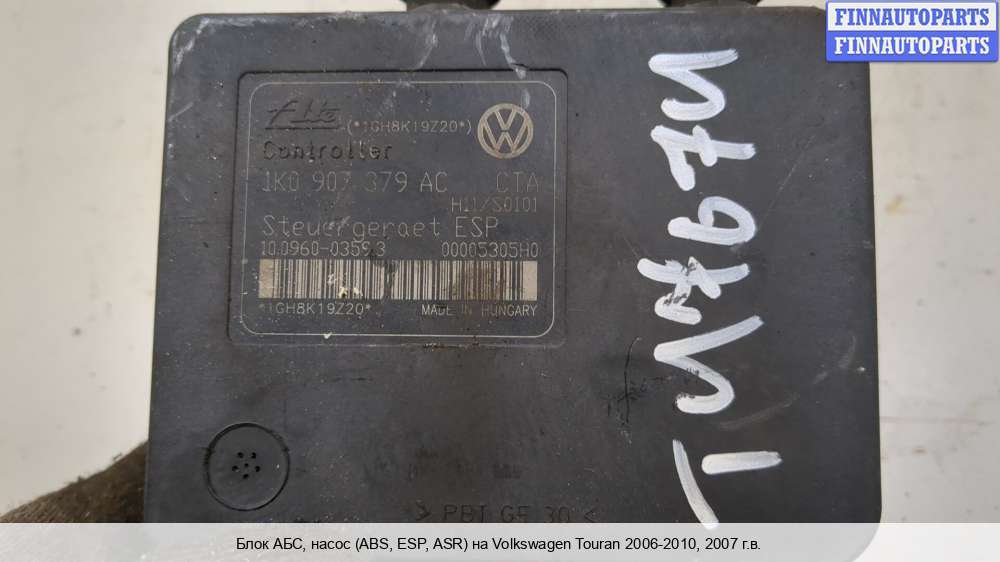 FINNAUTOPARTS
FINNAUTOPARTS
Ate
(*1GH8K19Z20*)
Controller
1K0 907 379 AC CTA
H11/S0101
Steuergeraet ESP
10.0960-0359.3 00005305H0
*1GH8K19Z20* MADE IN HUNGARY
> PBT GF 30 <
Блок АБС, насос (ABS, ESP, ASR) на Volkswagen Touran 2006-2010, 2007 г.в.